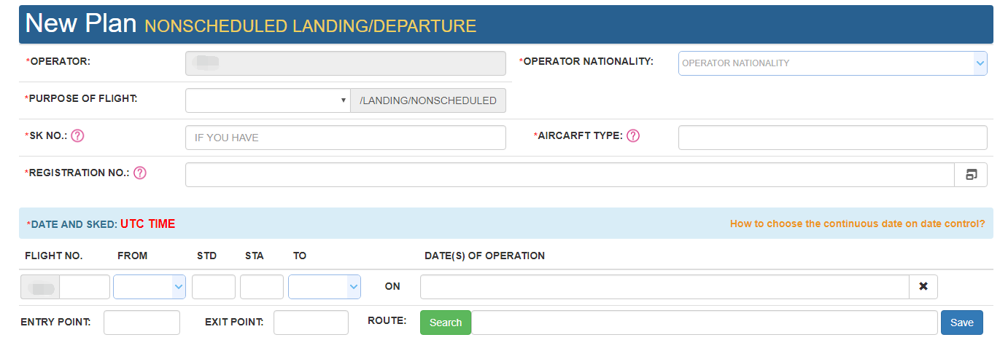 New Plan NONSCHEDULED LANDING/DEPARTURE
*OPERATOR: *OPERATOR NATIONALITY: OPERATOR NATIONALITY
*PURPOSE OF FLIGHT: /LANDING/NONSCHEDULED
*SK NO.: ? IF YOU HAVE *AIRCARFT TYPE: ?
*REGISTRATION NO.: ?
*DATE AND SKED: UTC TIME How to choose the continuous date on date control?
FLIGHT NO. FROM STD STA TO DATE(S) OF OPERATION
ON
ENTRY POINT: EXIT POINT: ROUTE: Search Save